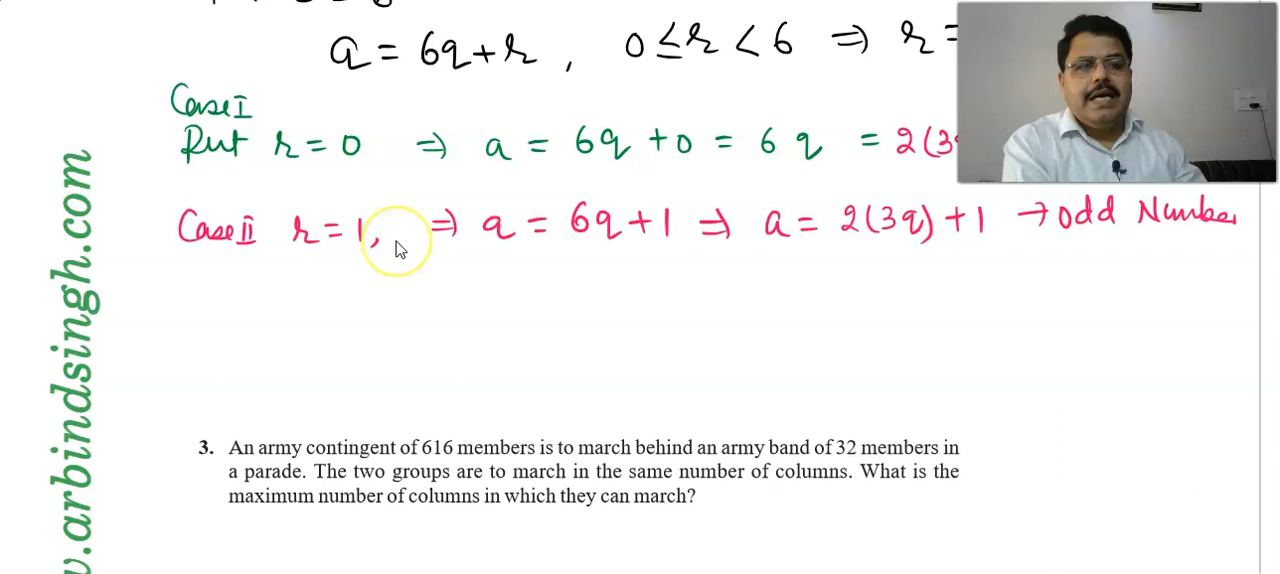 a = 6q + r , 0 ≤ r < 6 ⇒ r =
Case I
Put r = 0 ⇒ a = 6q + 0 = 6q = 2(3
Case II r = 1, ⇒ a = 6q + 1 ⇒ a = 2(3q) + 1 → odd Number
3. An army contingent of 616 members is to march behind an army band of 32 members in
a parade. The two groups are to march in the same number of columns. What is the
maximum number of columns in which they can march?
.arbindsingh.com